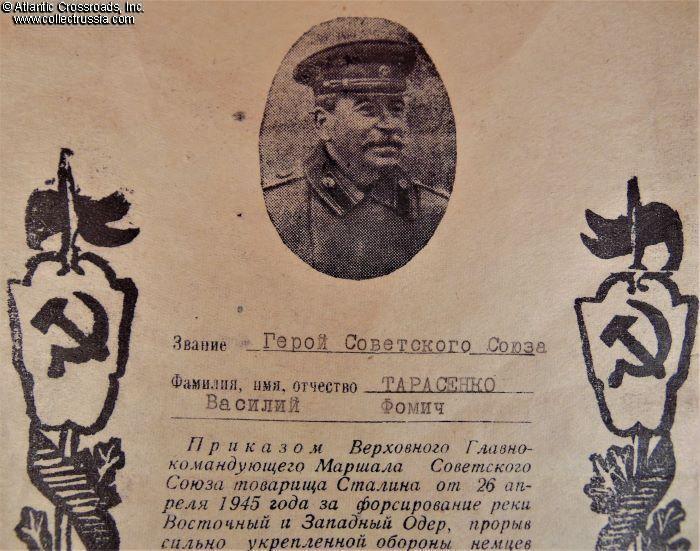 © Atlantic Crossroads, Inc.
www.collectrussia.com
Звание Герой Советского Союза
Фамилия, имя, отчество ТАРАСЕНКО
Василий Фомич
Приказом Верховного Главно-
командующего Маршала Советского
Союза товарища Сталина от 26 ап-
реля 1945 года за форсирование реки
Восточный и Западный Одер, прорыв
сильно укрепленной обороны немцев